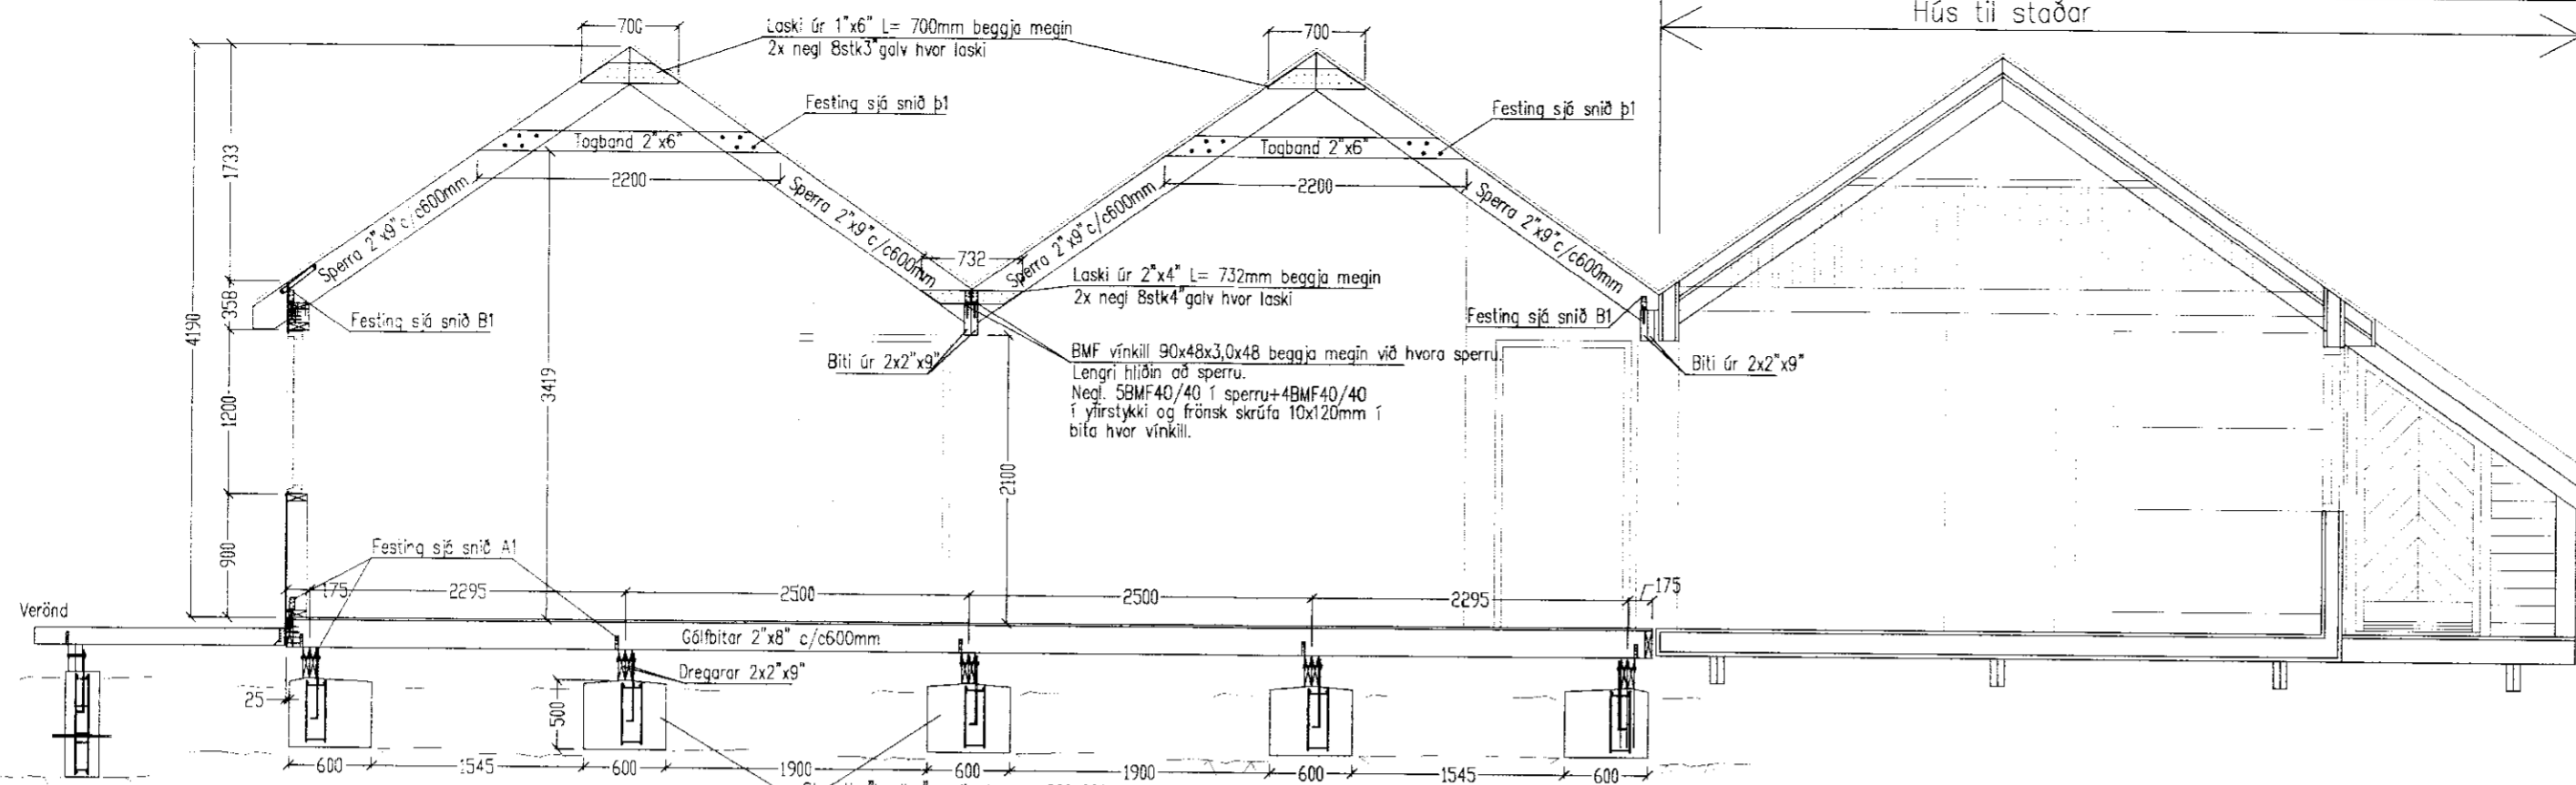 Hús til staðar
700
Laski úr 1"x6" L= 700mm beggja megin
2x negl 8stk3"galv hvor laski
700
Festing sjá snið þ1
Festing sjá snið þ1
Togband 2"x6"
Togband 2"x6"
1733
2200
2200
Sperra 2"x9" c/c600mm
Sperra 2"x9" c/c600mm
Sperra 2"x9" c/c600mm
Sperra 2"x9" c/c600mm
732
Laski úr 2"x4" L= 732mm beggja megin
2x negl 8stk4"galv hvor laski
358
4190
Festing sjá snið B1
Festing sjá snið B1
Biti úr 2x2"x9"
BMF vínkill 90x48x3,0x48 beggja megin við hvora sperru.
Lengri hliðin að sperru.
Negl. 5BMF40/40 í sperru+4BMF40/40
í yfirstykki og frönsk skrúfa 10x120mm í
bita hvor vínkill.
Biti úr 2x2"x9"
3419
1200
2100
900
Festing sjá snið A1
175
2295
2500
2500
2295
175
Verönd
Gólfbitar 2"x8" c/c600mm
Dregarar 2x2"x9"
25
500
600
1545
600
1900
600
1900
600
1545
600